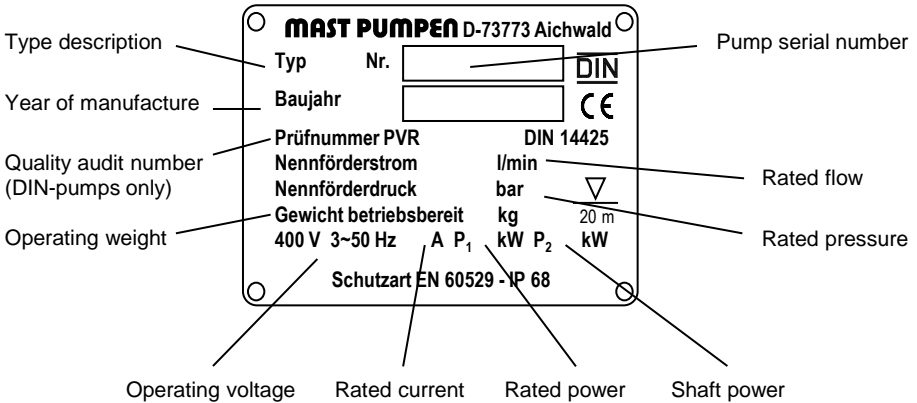 MAST PUMPEN D-73773 Aichwald
Type description
Typ Nr.
Pump serial number
DIN
Year of manufacture
Baujahr
CE
Prüfnummer PVR DIN 14425
Quality audit number
(DIN-pumps only)
Nennförderstrom l/min
Rated flow
Nennförderdruck bar
Gewicht betriebsbereit kg 20 m
Operating weight
Rated pressure
400 V 3~50 Hz A P₁ kW P₂ kW
Schutzart EN 60529 - IP 68
Operating voltage Rated current Rated power Shaft power